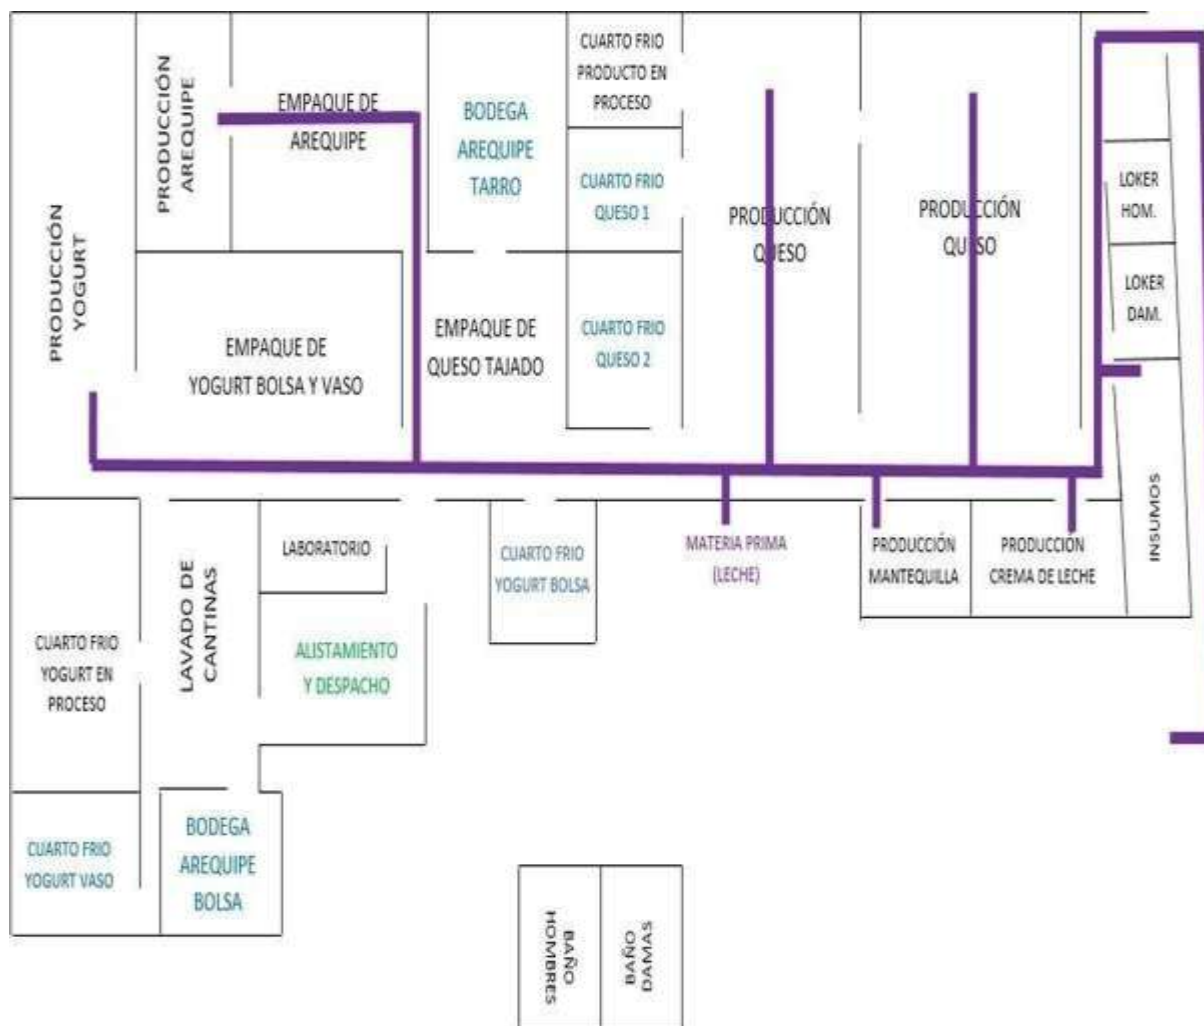 PRODUCCIÓN
YOGURT
PRODUCCIÓN
AREQUIPE
EMPAQUE DE
AREQUIPE
BODEGA
AREQUIPE
TARRO
CUARTO FRIO
PRODUCTO EN
PROCESO
CUARTO FRIO
QUESO 1
CUARTO FRIO
QUESO 2
PRODUCCIÓN
QUESO
PRODUCCIÓN
QUESO
LOKER
HOM.
LOKER
DAM.
EMPAQUE DE
YOGURT BOLSA Y VASO
EMPAQUE DE
QUESO TAJADO
INSUMOS
CUARTO FRIO
YOGURT EN
PROCESO
LAVADO DE
CANTINAS
LABORATORIO
ALISTAMIENTO
Y DESPACHO
CUARTO FRIO
YOGURT BOLSA
MATERIA PRIMA
(LECHE)
PRODUCCIÓN
MANTEQUILLA
PRODUCCIÓN
CREMA DE LECHE
CUARTO FRIO
YOGURT VASO
BODEGA
AREQUIPE
BOLSA
BAÑO
HOMBRES
BAÑO
DAMAS